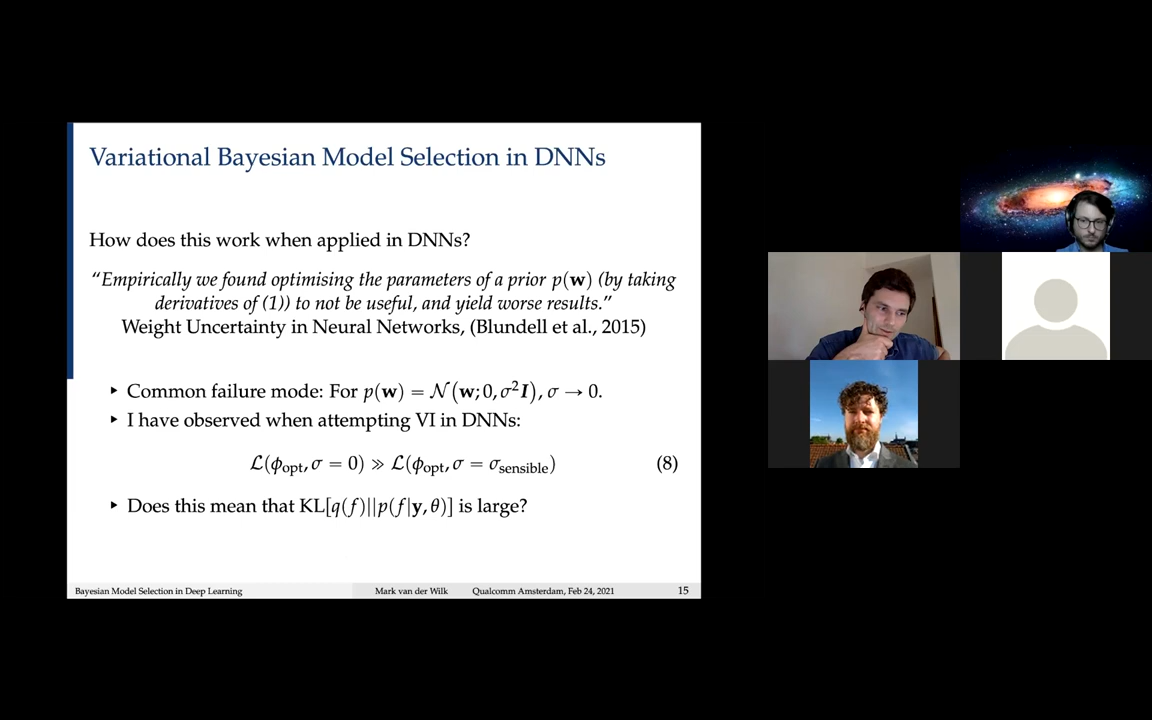 Variational Bayesian Model Selection in DNNs
How does this work when applied in DNNs?
“Empirically we found optimising the parameters of a prior p(w) (by taking
derivatives of (1)) to not be useful, and yield worse results.”
Weight Uncertainty in Neural Networks, (Blundell et al., 2015)
▸ Common failure mode: For p(w) = 𝒩(w; 0, σ²I), σ → 0.
▸ I have observed when attempting VI in DNNs:
ℒ(ϕ_opt, σ = 0) ≫ ℒ(ϕ_opt, σ = σ_sensible) (8)
▸ Does this mean that KL[q(f)||p(f|y, θ)] is large?
Bayesian Model Selection in Deep Learning Mark van der Wilk Qualcomm Amsterdam, Feb 24, 2021 15